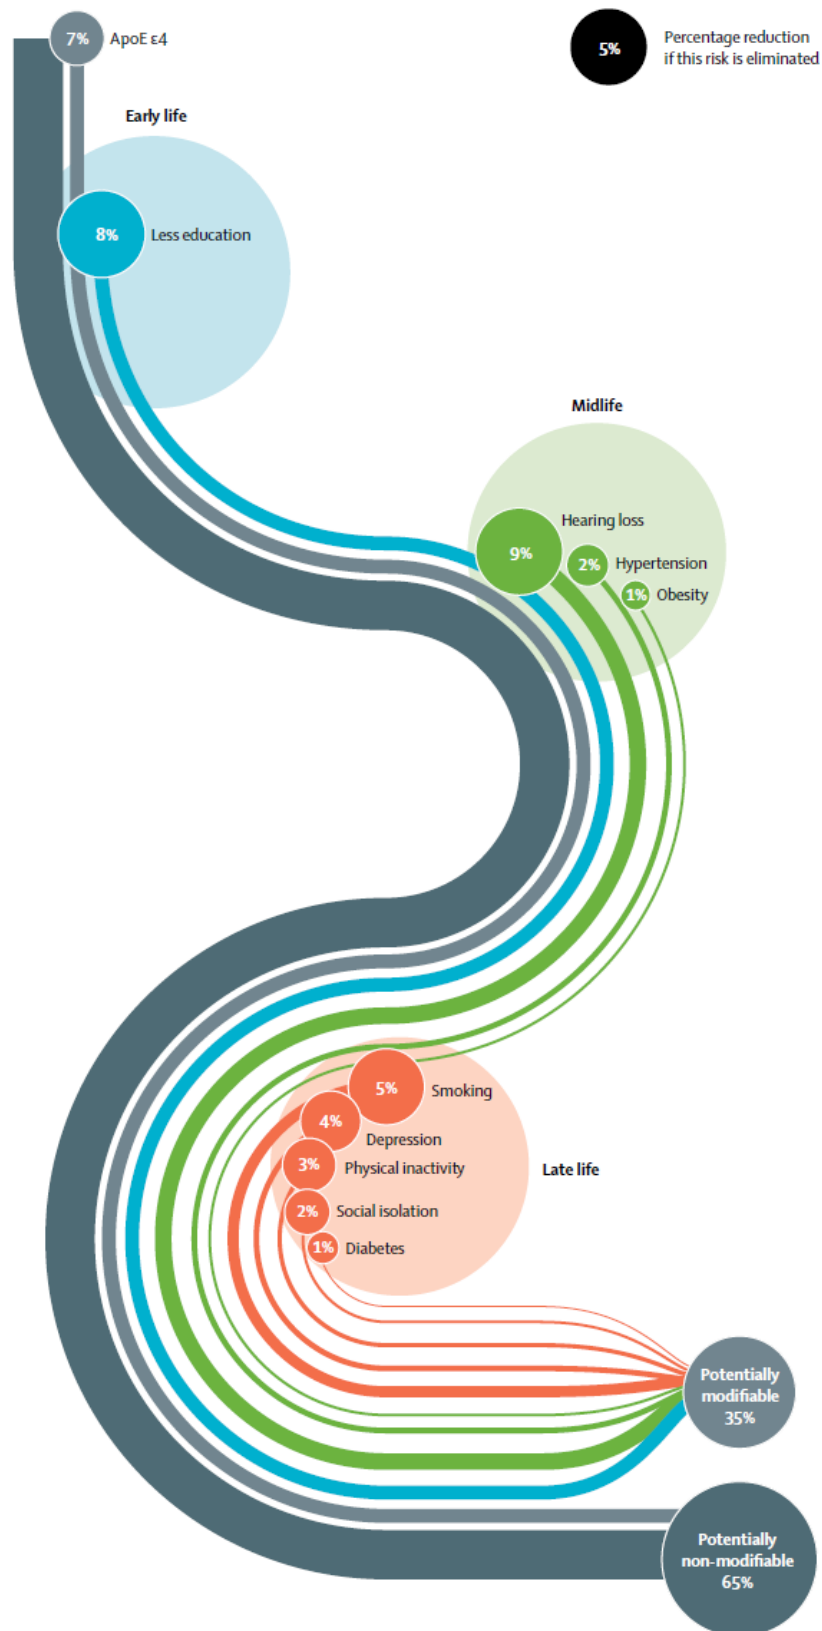 7% ApoE ε4
5%
Percentage reduction
if this risk is eliminated
Early life
8% Less education
Midlife
Hearing loss
9%
2% Hypertension
1% Obesity
5% Smoking
4%
Depression
3% Physical inactivity
Late life
2% Social isolation
1% Diabetes
Potentially
modifiable
35%
Potentially
non-modifiable
65%